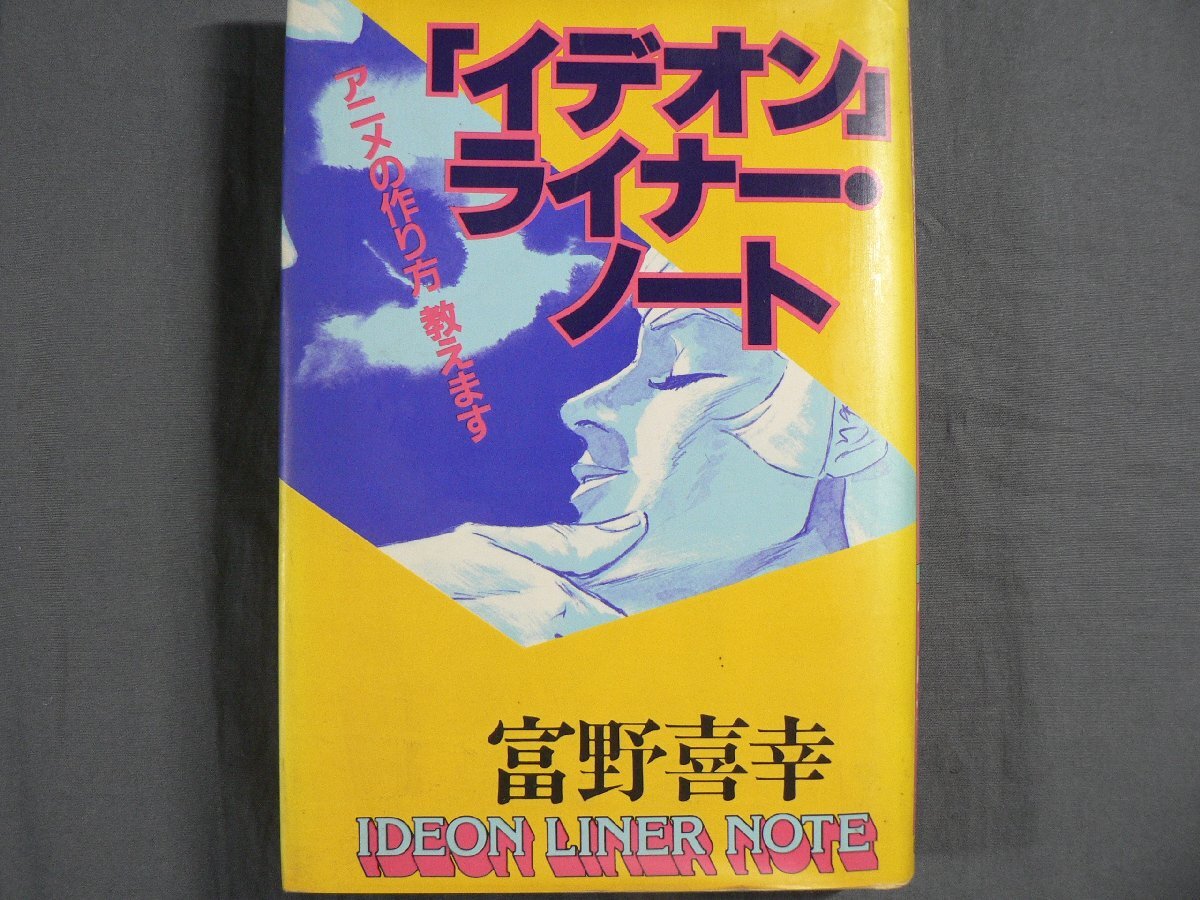 「イデオン」
ライナー・
ノート
アニメの作り方 教えます
富野喜幸
IDEON LINER NOTE